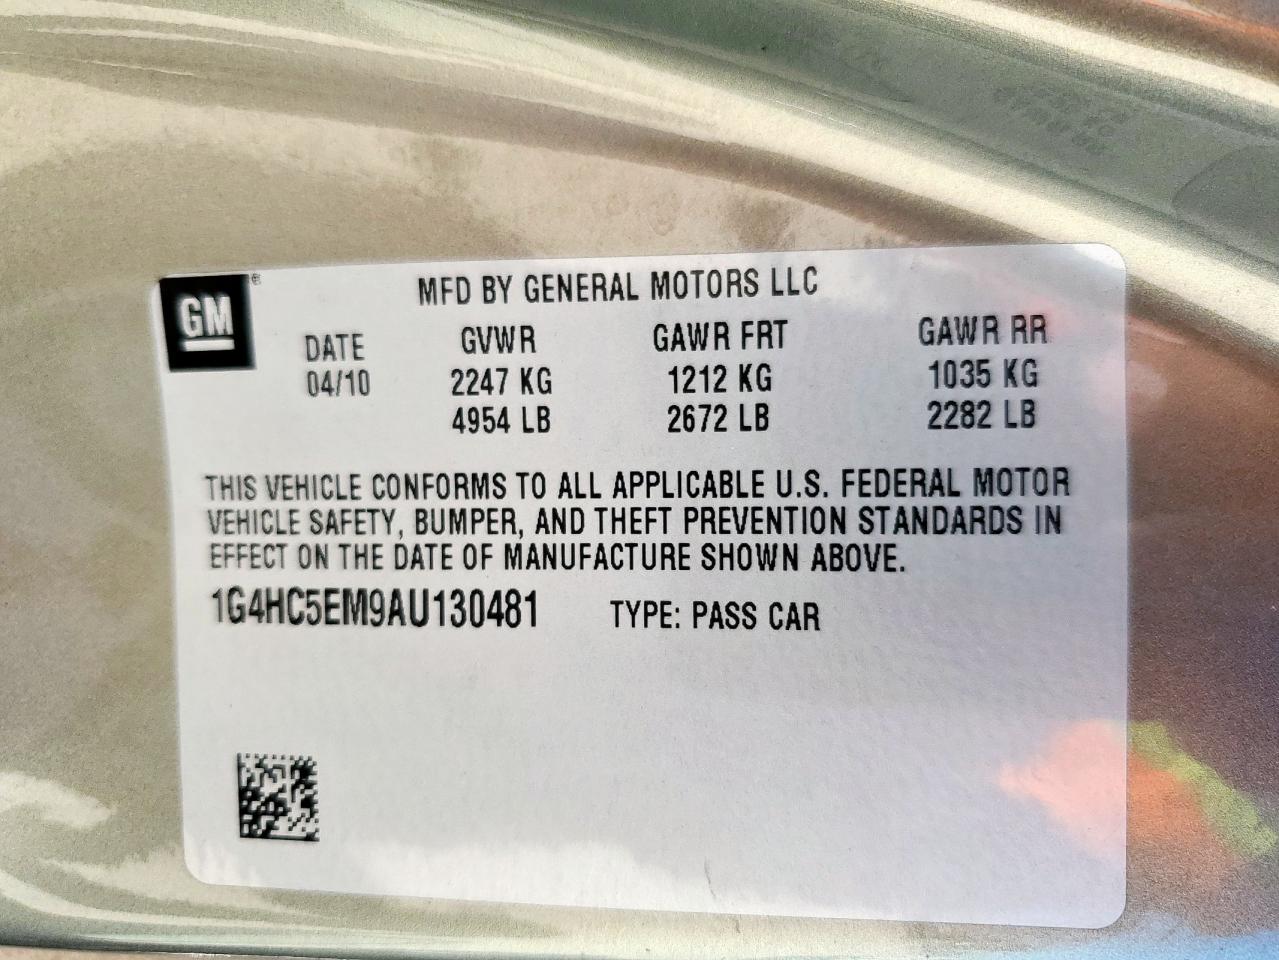 GM ®
MFD BY GENERAL MOTORS LLC
DATE GVWR GAWR FRT GAWR RR
04/10 2247 KG 1212 KG 1035 KG
4954 LB 2672 LB 2282 LB
THIS VEHICLE CONFORMS TO ALL APPLICABLE U.S. FEDERAL MOTOR
VEHICLE SAFETY, BUMPER, AND THEFT PREVENTION STANDARDS IN
EFFECT ON THE DATE OF MANUFACTURE SHOWN ABOVE.
1G4HC5EM9AU130481 TYPE: PASS CAR